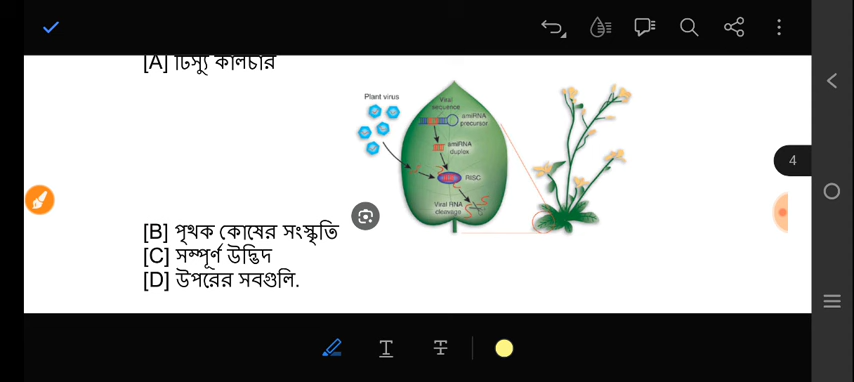 [A] টিস্যু কালচার
Plant virus
Viral
sequence
amiRNA
precursor
amiRNA
duplex
RISC
Viral RNA
cleavage
4
[B] পৃথক কোষের সংস্কৃতি
[C] সম্পূর্ণ উদ্ভিদ
[D] উপরের সবগুলি.
T
T